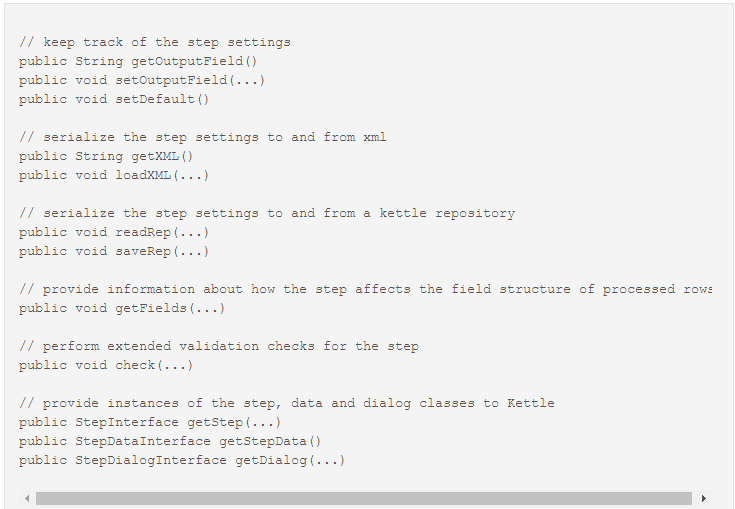 // keep track of the step settings
public String getOutputField()
public void setOutputField(...)
public void setDefault()
// serialize the step settings to and from xml
public String getXML()
public void loadXML(...)
// serialize the step settings to and from a kettle repository
public void readRep(...)
public void saveRep(...)
// provide information about how the step affects the field structure of processed rows
public void getFields(...)
// perform extended validation checks for the step
public void check(...)
// provide instances of the step, data and dialog classes to Kettle
public StepInterface getStep(...)
public StepDataInterface getStepData()
public StepDialogInterface getDialog(...)